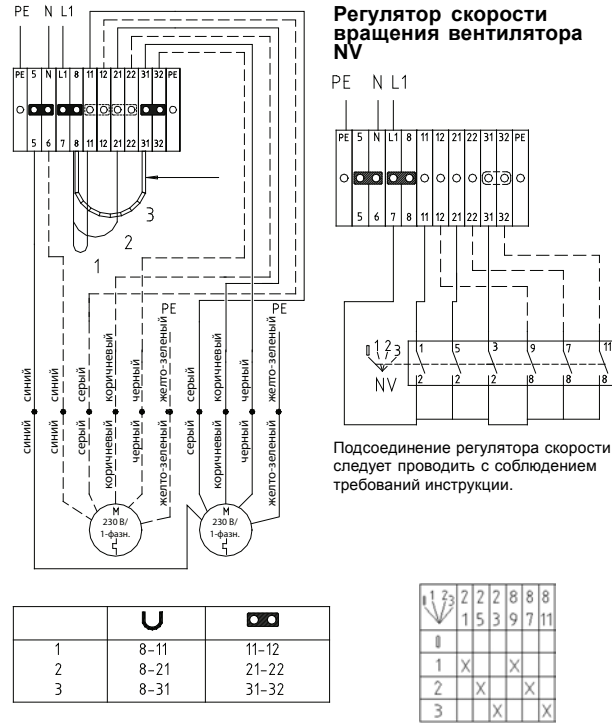 PE N L1
PE 5 N L1 8 11 12 21 22 31 32 PE
5 6 7 8 11 12 21 22 31 32
3
2
1
PE PE
синий синий серый коричневый черный желто-зеленый серый коричневый черный желто-зеленый
синий синий серый коричневый черный желто-зеленый серый коричневый черный желто-зеленый
M M
230 В/ 230 В/
1-фазн. 1-фазн.
1 8-11 11-12
2 8-21 21-22
3 8-31 31-32
Регулятор скорости
вращения вентилятора
NV
PE N L1
PE 5 N L1 8 11 12 21 22 31 32 PE
5 6 7 8 11 12 21 22 31 32
0 1 2 3
NV
1 5 3 9 7 11
2 2 2 8 8 8
Подсоединение регулятора скорости
следует проводить с соблюдением
требований инструкции.
0 1 2 3 2 2 2 8 8 8
1 5 3 9 7 11
0
1 X X
2 X X
3 X X